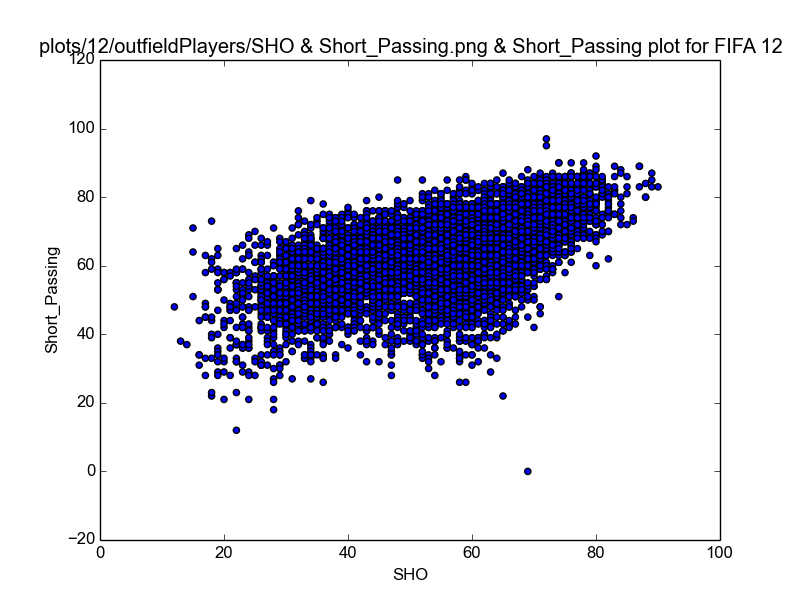 plots/12/outfieldPlayers/SHO & Short_Passing.png & Short_Passing plot for FIFA 12
120
100
80
60
40
20
0
−20
Short_Passing
0 20 40 60 80 100
SHO